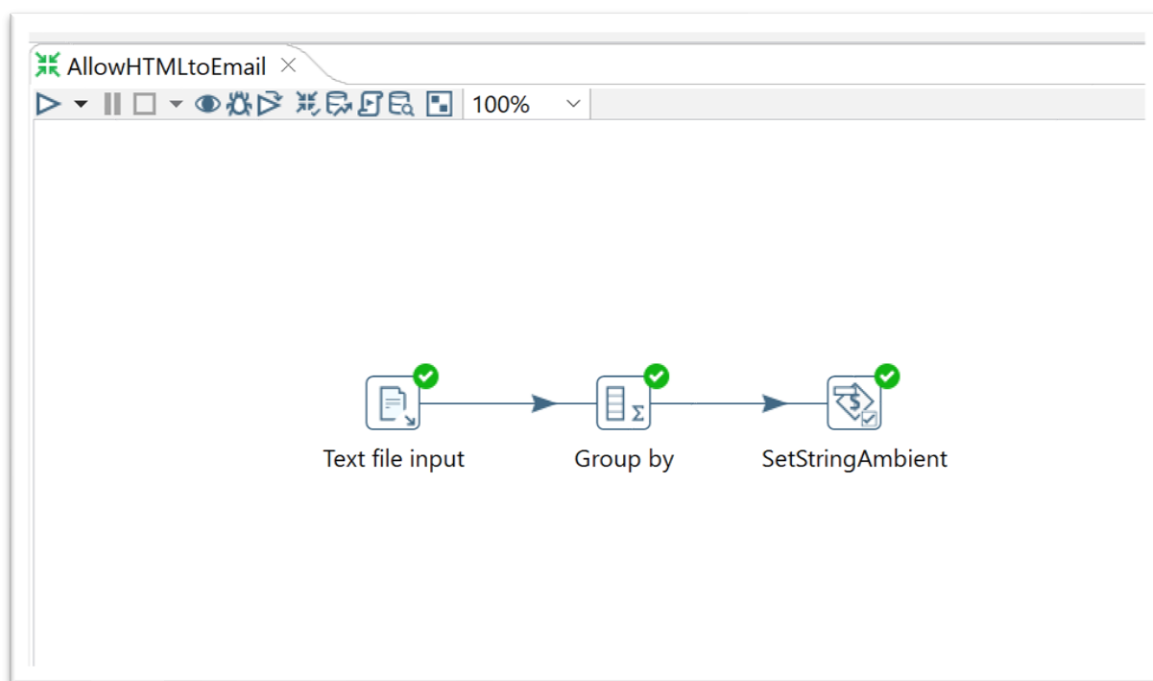 AllowHTMLtoEmail
100%
Text file input
Group by
SetStringAmbient